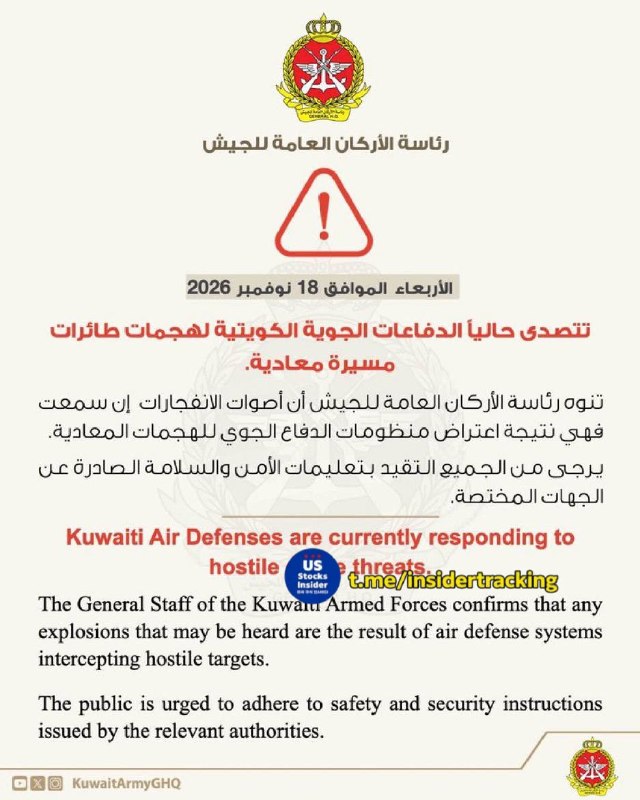 GENERAL H.Q.
رئاسة الأركان العامة للجيش
!
الأربعاء الموافق 18 نوفمبر 2026
تتصدى حالياً الدفاعات الجوية الكويتية لهجمات طائرات
مسيرة معادية.
تنوه رئاسة الأركان العامة للجيش أن أصوات الانفجارات إن سمعت
فهي نتيجة اعتراض منظومات الدفاع الجوي للهجمات المعادية.
يرجى من الجميع التقيد بتعليمات الأمن والسلامة الصادرة عن
الجهات المختصة.
Kuwaiti Air Defenses are currently responding to
hostile e threats.
US
Stocks
Insider
t.me/insidertracking
The General Staff of the Kuwaiti Armed Forces confirms that any
explosions that may be heard are the result of air defense systems
intercepting hostile targets.
The public is urged to adhere to safety and security instructions
issued by the relevant authorities.
KuwaitArmyGHQ